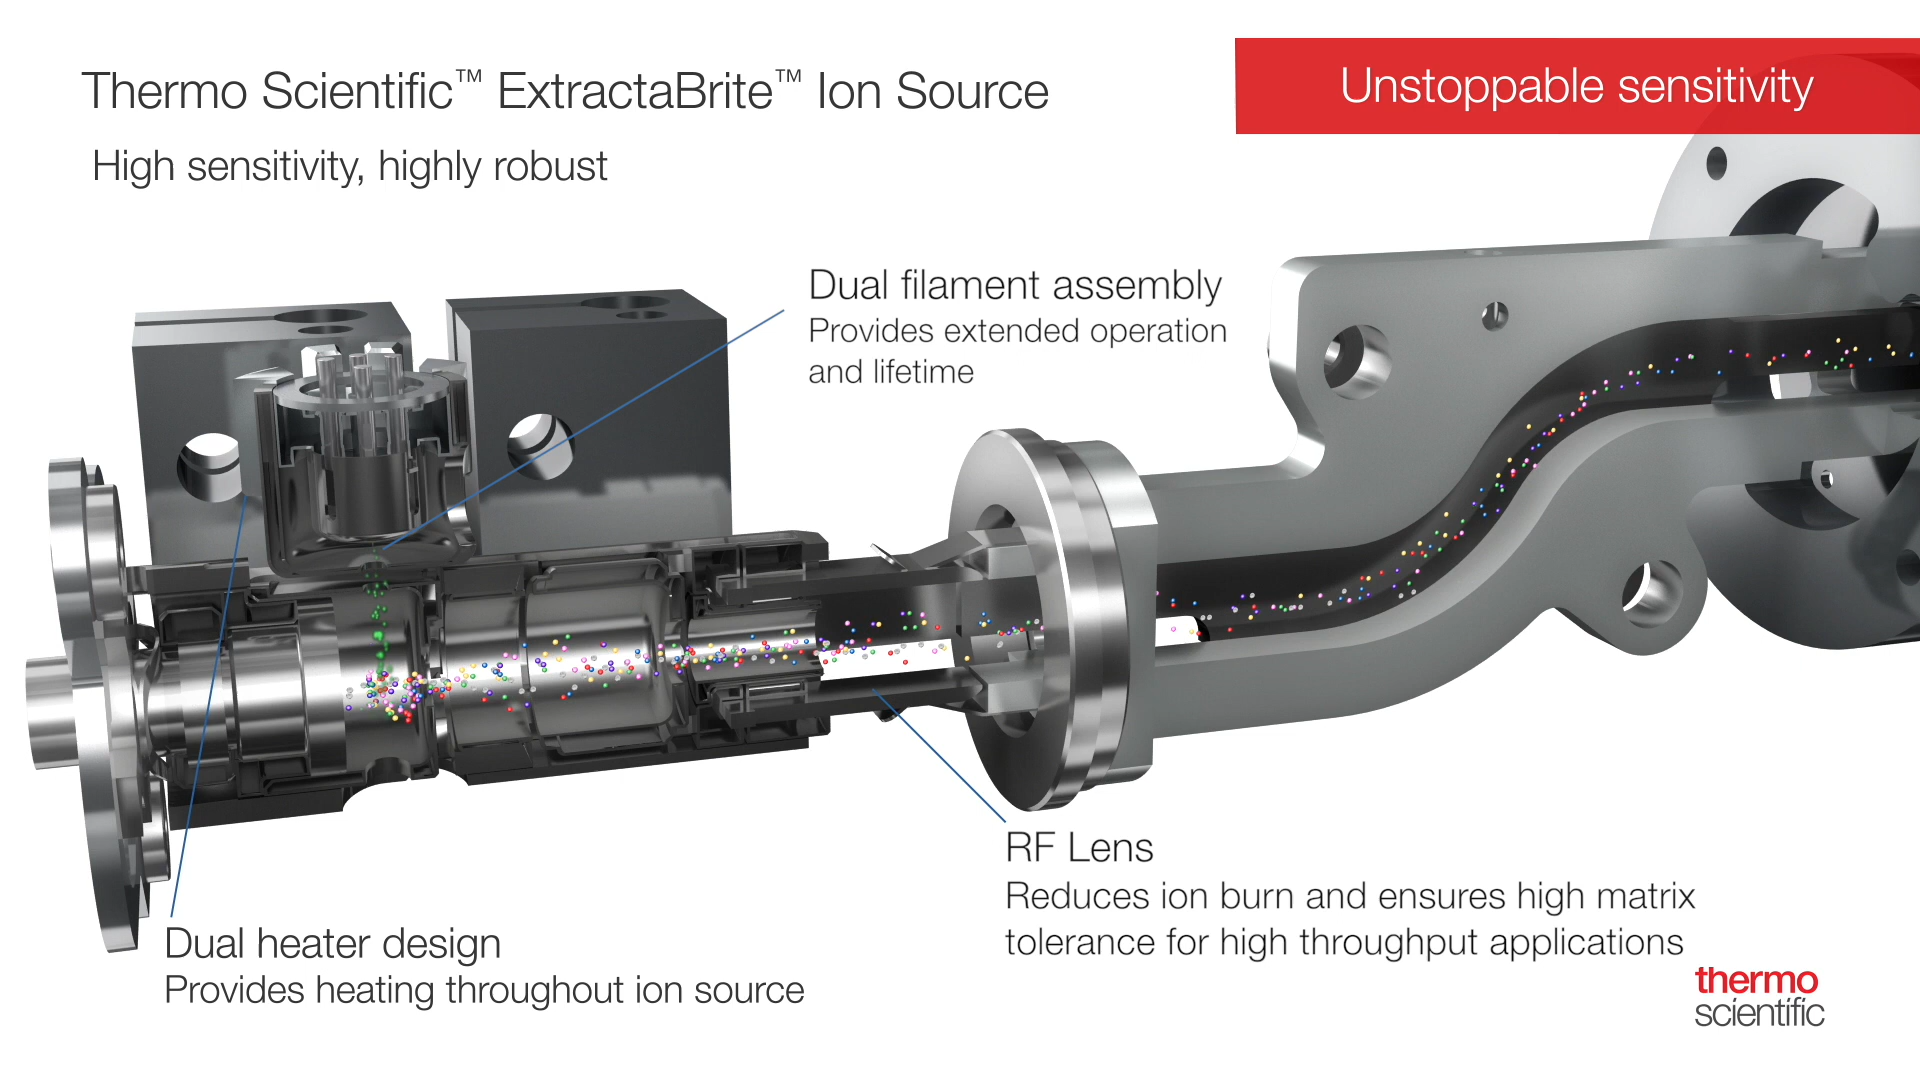 Thermo Scientific™ ExtractaBrite™ Ion Source
Unstoppable sensitivity
High sensitivity, highly robust
Dual filament assembly
Provides extended operation
and lifetime
RF Lens
Reduces ion burn and ensures high matrix
tolerance for high throughput applications
Dual heater design
Provides heating throughout ion source
thermo
scientific